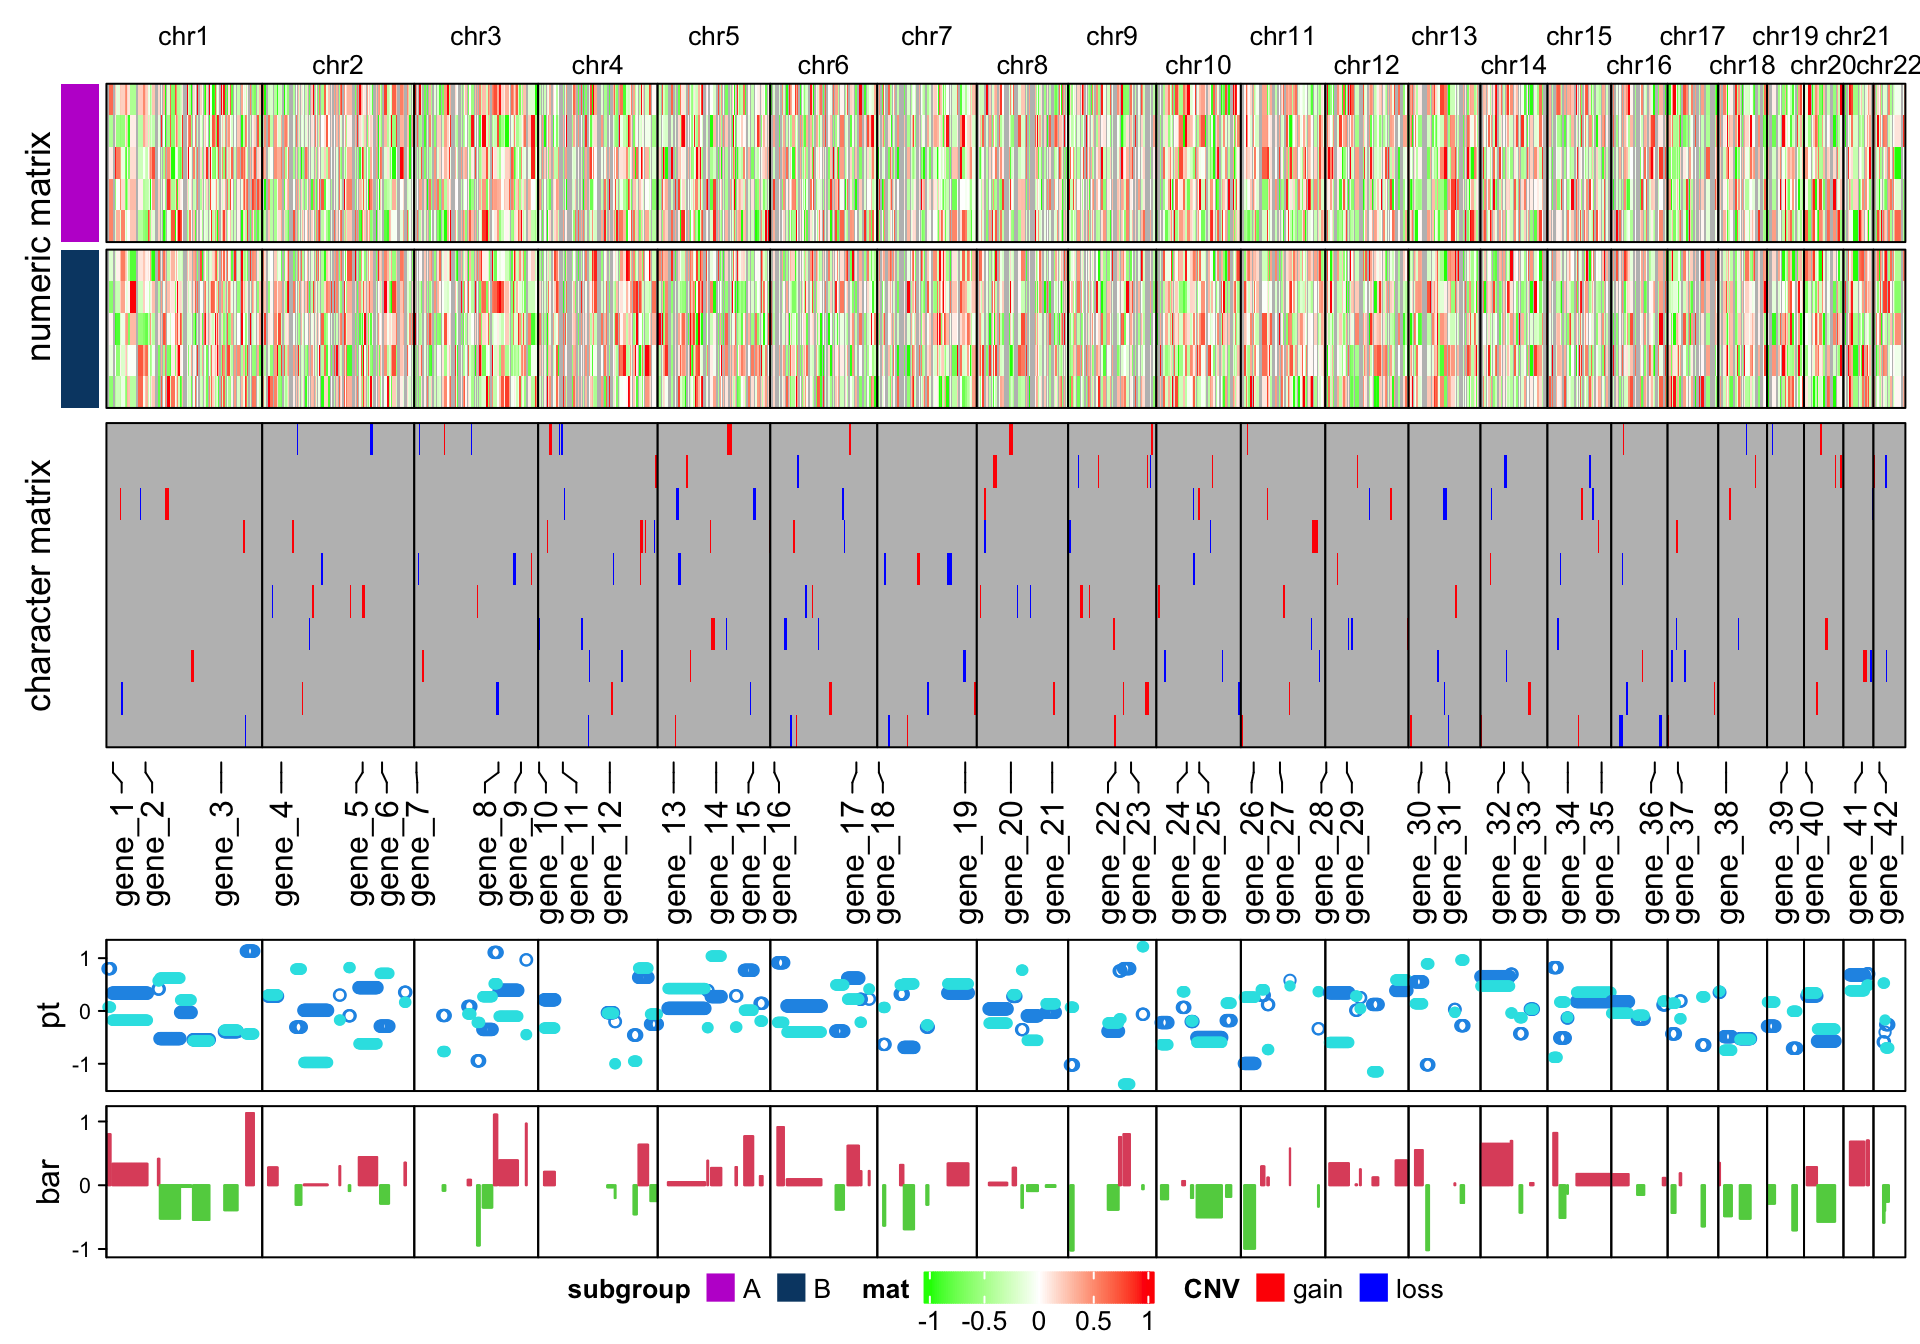 chr1 chr3 chr5 chr7 chr9 chr11 chr13 chr15 chr17 chr19 chr21
chr2 chr4 chr6 chr8 chr10 chr12 chr14 chr16 chr18 chr20 chr22
numeric matrix
character matrix
gene_1
gene_2
gene_3
gene_4
gene_5
gene_6
gene_7
gene_8
gene_9
gene_10
gene_11
gene_12
gene_13
gene_14
gene_15
gene_16
gene_17
gene_18
gene_19
gene_20
gene_21
gene_22
gene_23
gene_24
gene_25
gene_26
gene_27
gene_28
gene_29
gene_30
gene_31
gene_32
gene_33
gene_34
gene_35
gene_36
gene_37
gene_38
gene_39
gene_40
gene_41
gene_42
pt
1
0
-1
bar
1
0
-1
subgroup A B mat CNV gain loss
-1 -0.5 0 0.5 1